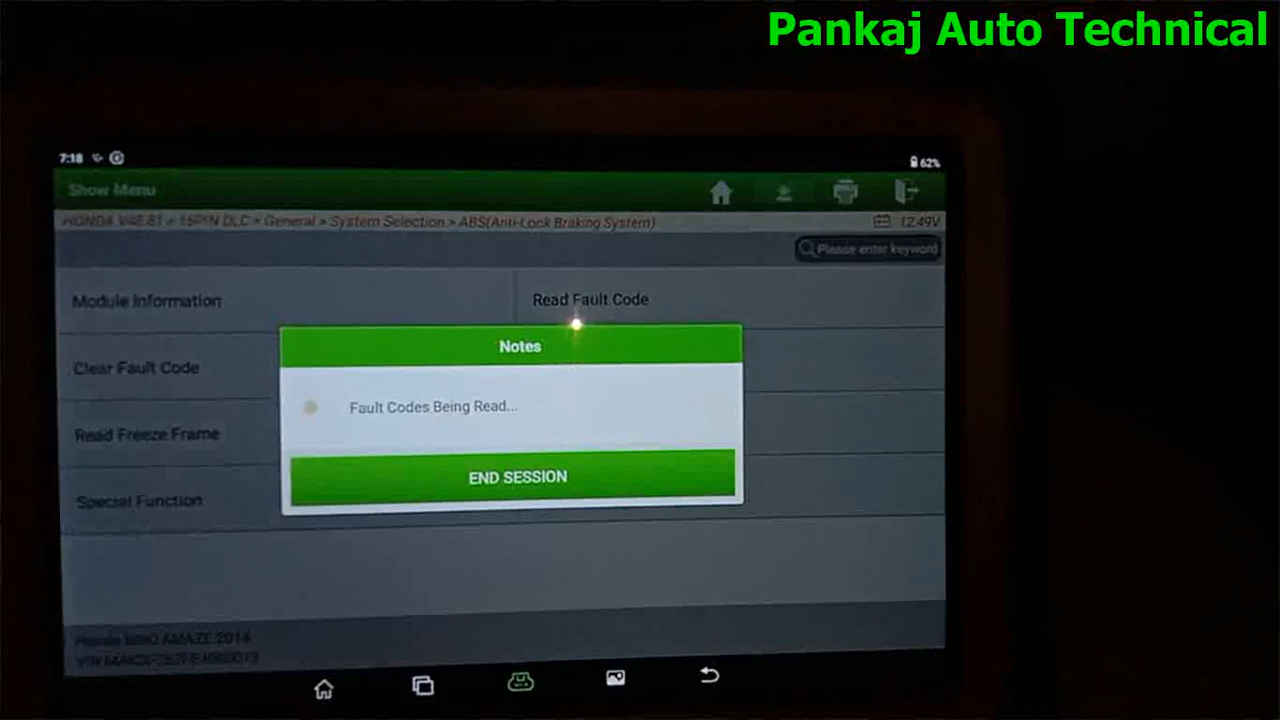 Pankaj Auto Technical
7:18
62%
Show Menu
HONDA V46.81 > 16PIN DLC > General > System Selection > ABS(Anti-Lock Braking System)
12.49V
Please enter keyword
Module Information
Read Fault Code
Clear Fault Code
Read Freeze Frame
Special Function
Notes
Fault Codes Being Read...
END SESSION
Honda AMAZE 2014
VIN